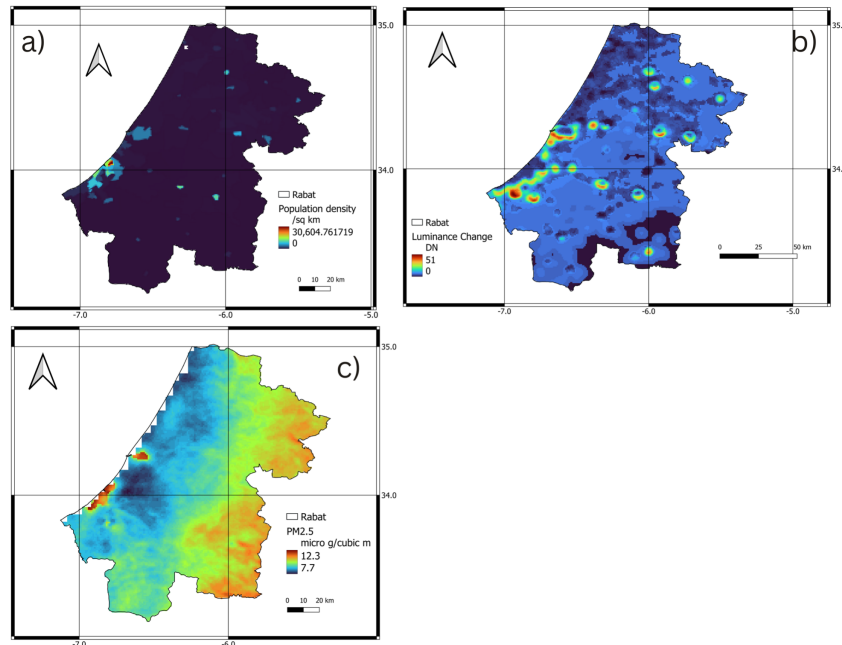 a)
Rabat
Population density
/sq km
30,604.761719
0
0 10 20 km
34.0
-7.0
-6.0
-5.0
b)
35.0
Rabat
Luminance Change
DN
51
0
0 25 50 km
34.
-7.0
-6.0
-5.0
c)
35.0
34.0
Rabat
PM2.5
micro g/cubic m
12.3
7.7
0 10 20 km
-7.0
-6.0